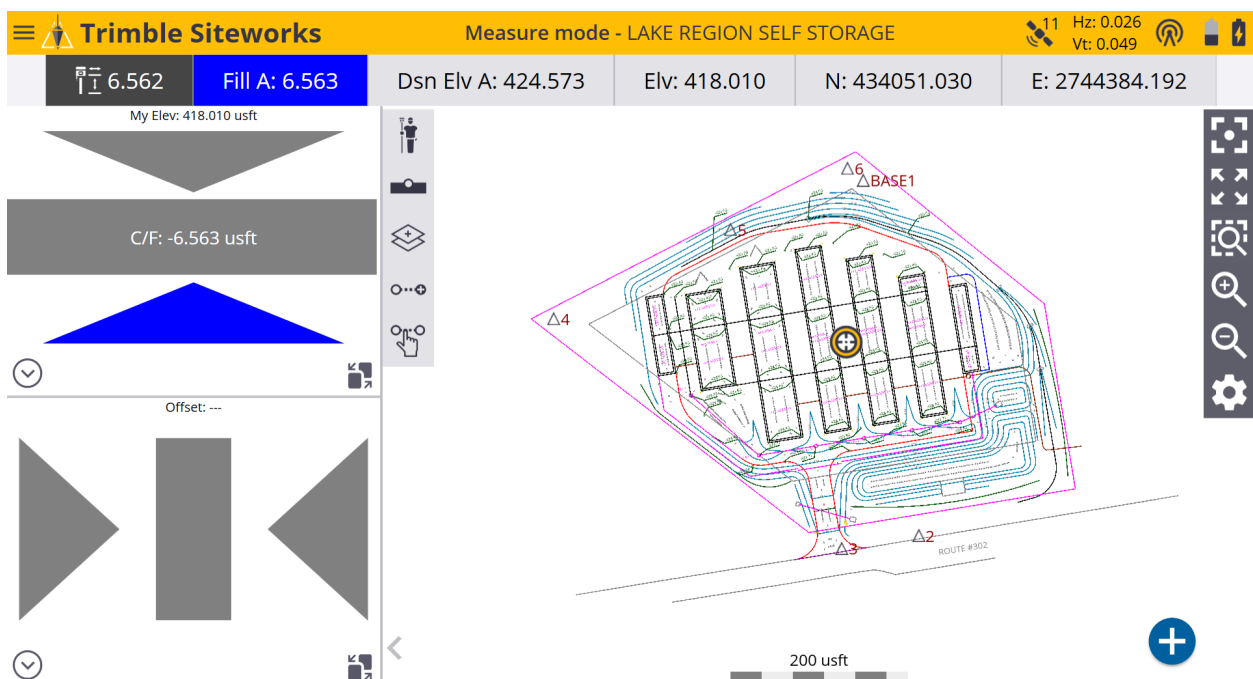 Trimble Siteworks
Measure mode - LAKE REGION SELF STORAGE
11
Hz: 0.026
Vt: 0.049
6.562
Fill A: 6.563
Dsn Elv A: 424.573
Elv: 418.010
N: 434051.030
E: 2744384.192
My Elev: 418.010 usft
C/F: -6.563 usft
Offset: ---
6
BASE1
5
4
2
3
ROUTE #302
200 usft